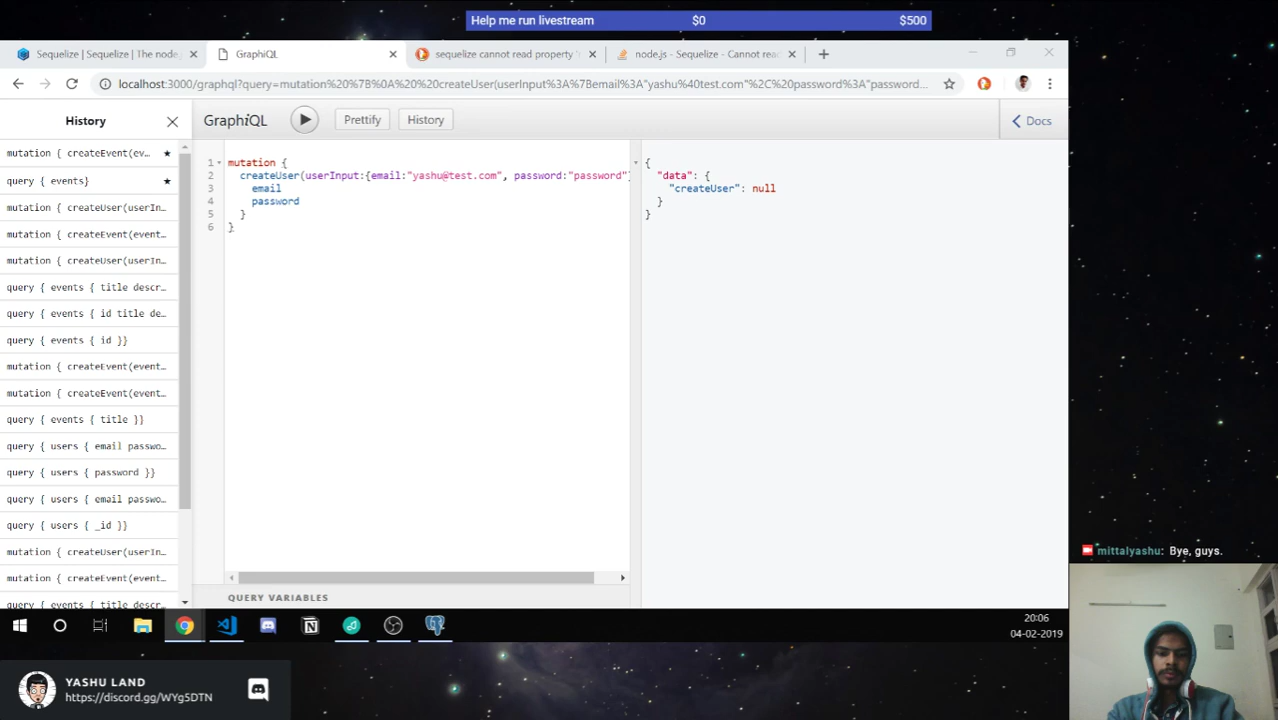 Help me run livestream $0 $500
Sequelize | Sequelize | The node
GraphiQL
sequelize cannot read property
node.js - Sequelize - Cannot rea
localhost:3000/graphql?query=mutation%20%7B%0A%20%20createUser(userInput%3A%7Bemail%3A"yashu%40test.com"%2C%20password%3A"password"...
History
GraphiQL
Prettify
History
Docs
mutation { createEvent(ev…
query { events}
mutation { createUser(userIn…
mutation { createEvent(event…
mutation { createUser(userIn…
query { events { title descr…
query { events { id title de…
query { events { id }}
mutation { createEvent(event…
mutation { createEvent(event…
query { events { title }}
query { users { email passwo…
query { users { password }}
query { users { email passwo…
query { users { _id }}
mutation { createUser(userIn…
mutation { createEvent(event…
query { events { title descr…
1 mutation {
2 createUser(userInput:{email:"yashu@test.com", password:"password"}
3 email
4 password
5 }
6 }
{
"data": {
"createUser": null
}
}
QUERY VARIABLES
mittalyashu: Bye, guys.
20:06
04-02-2019
YASHU LAND
https://discord.gg/WYg5DTN